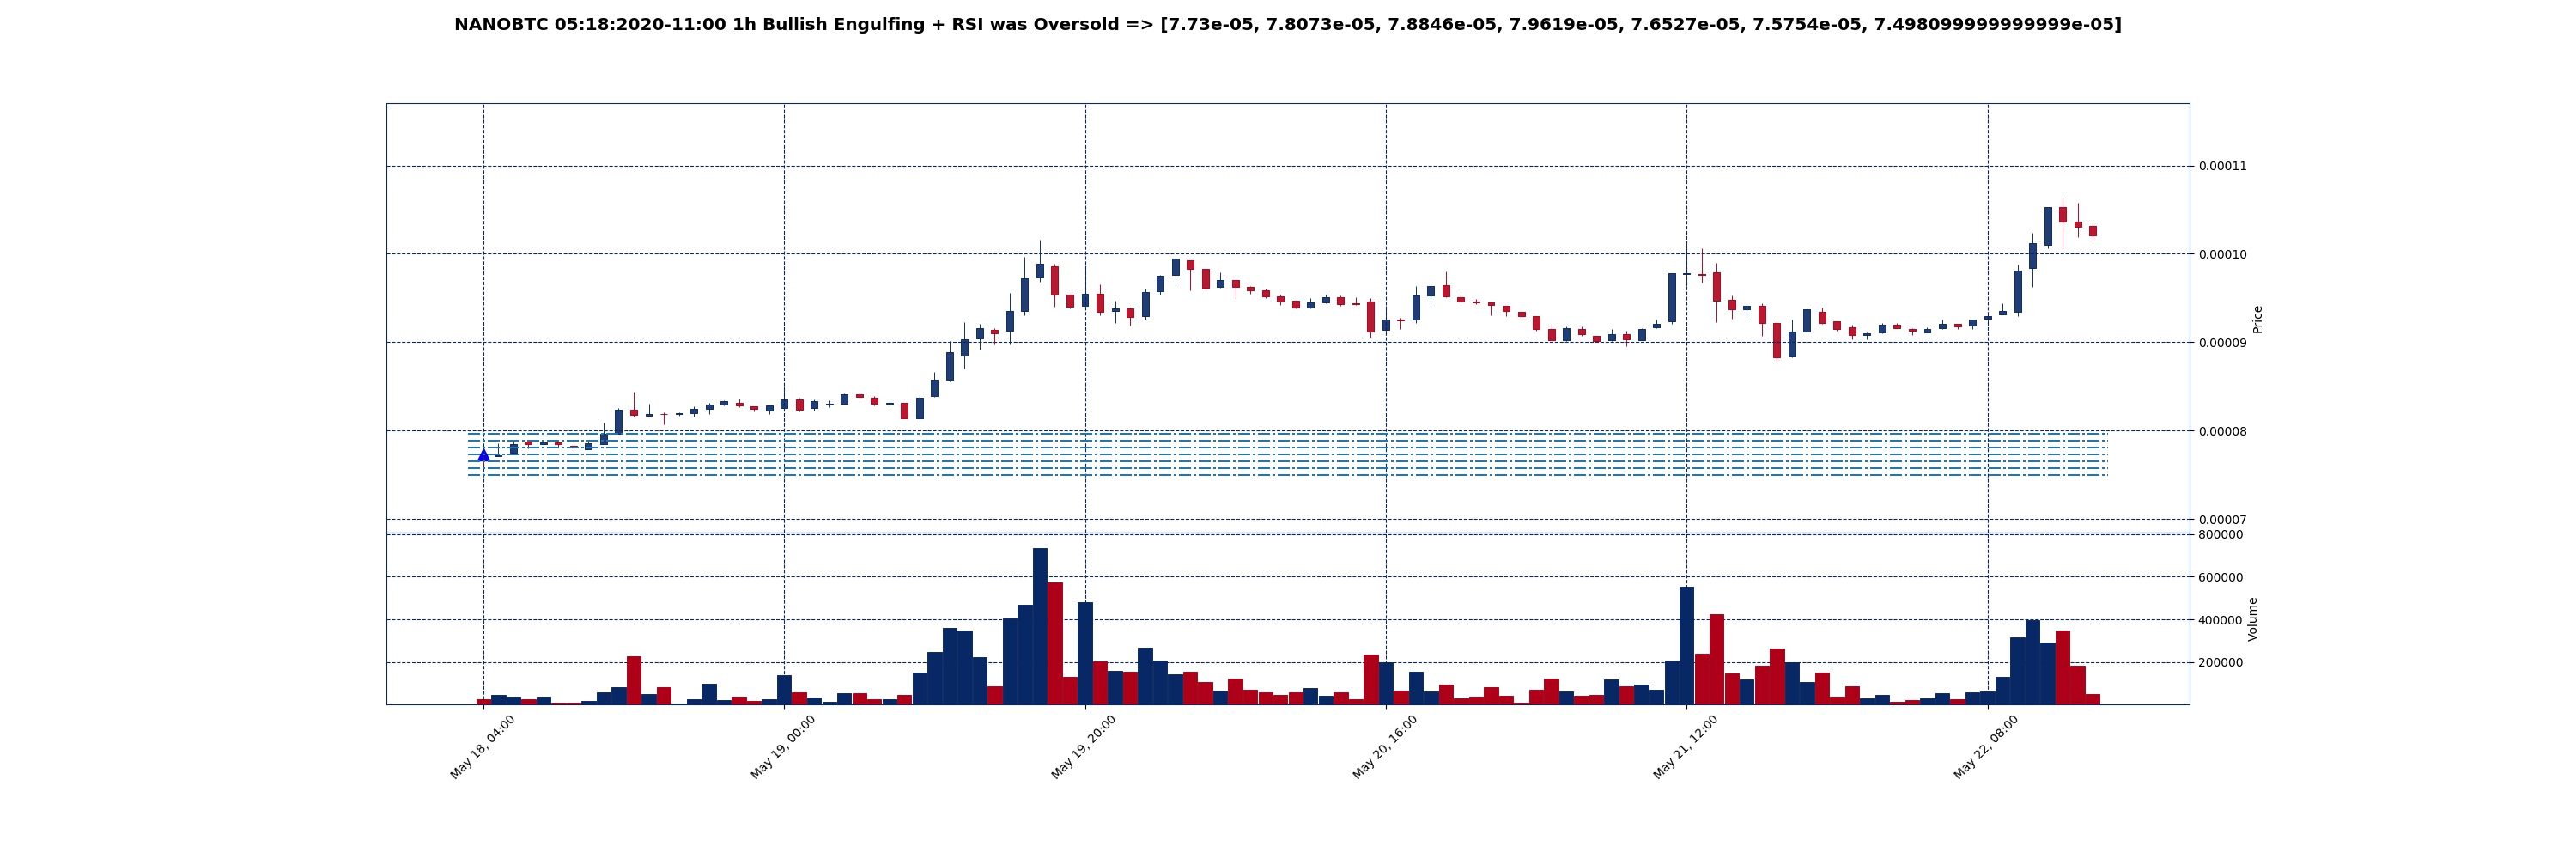 NANOBTC 05:18:2020-11:00 1h Bullish Engulfing + RSI was Oversold => [7.73e-05, 7.8073e-05, 7.8846e-05, 7.9619e-05, 7.6527e-05, 7.5754e-05, 7.498099999999999e-05]
0.00011
0.00010
Price
0.00009
0.00008
0.00007
800000
600000
Volume
400000
200000
May 18, 04:00
May 19, 00:00
May 19, 20:00
May 20, 16:00
May 21, 12:00
May 22, 08:00